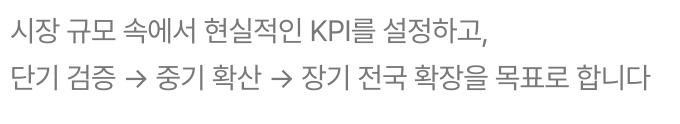 시장 규모 속에서 현실적인 KPI를 설정하고,
단기 검증 → 중기 확산 → 장기 전국 확장을 목표로 합니다